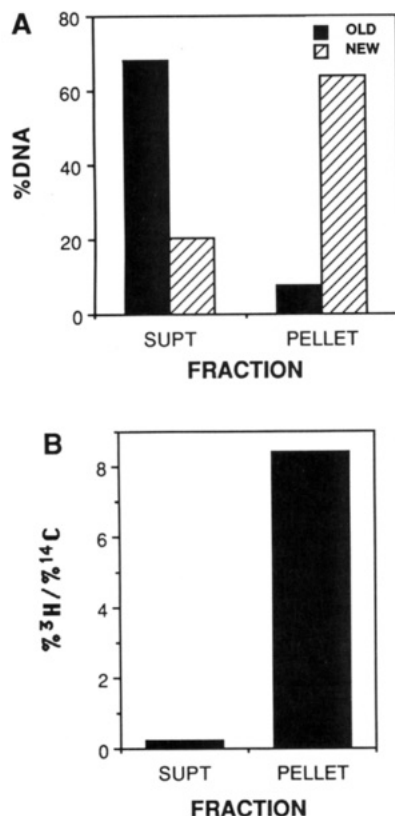 A
OLD
NEW
80
60
40
20
0
%DNA
SUPT PELLET
FRACTION
B
8
6
4
2
0
%³H/%¹⁴C
SUPT PELLET
FRACTION